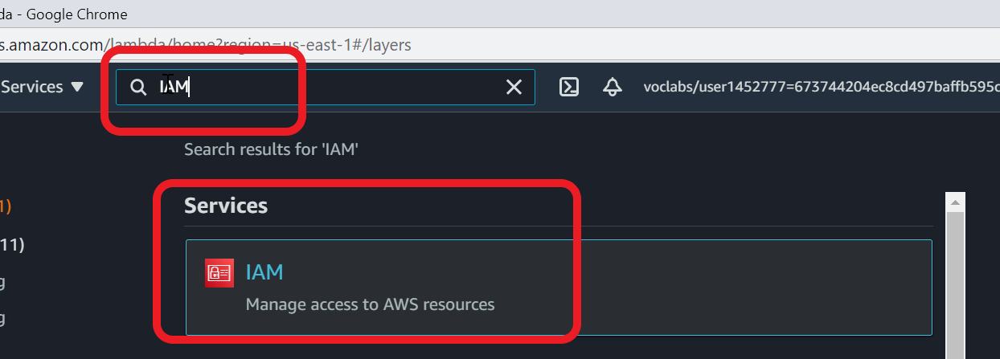 da - Google Chrome
s.amazon.com/lambda/home?region=us-east-1#/layers
Services
IAM
voclabs/user1452777=673744204ec8cd497baffb595c
Search results for 'IAM'
1)
Services
11)
IAM
g
Manage access to AWS resources
g